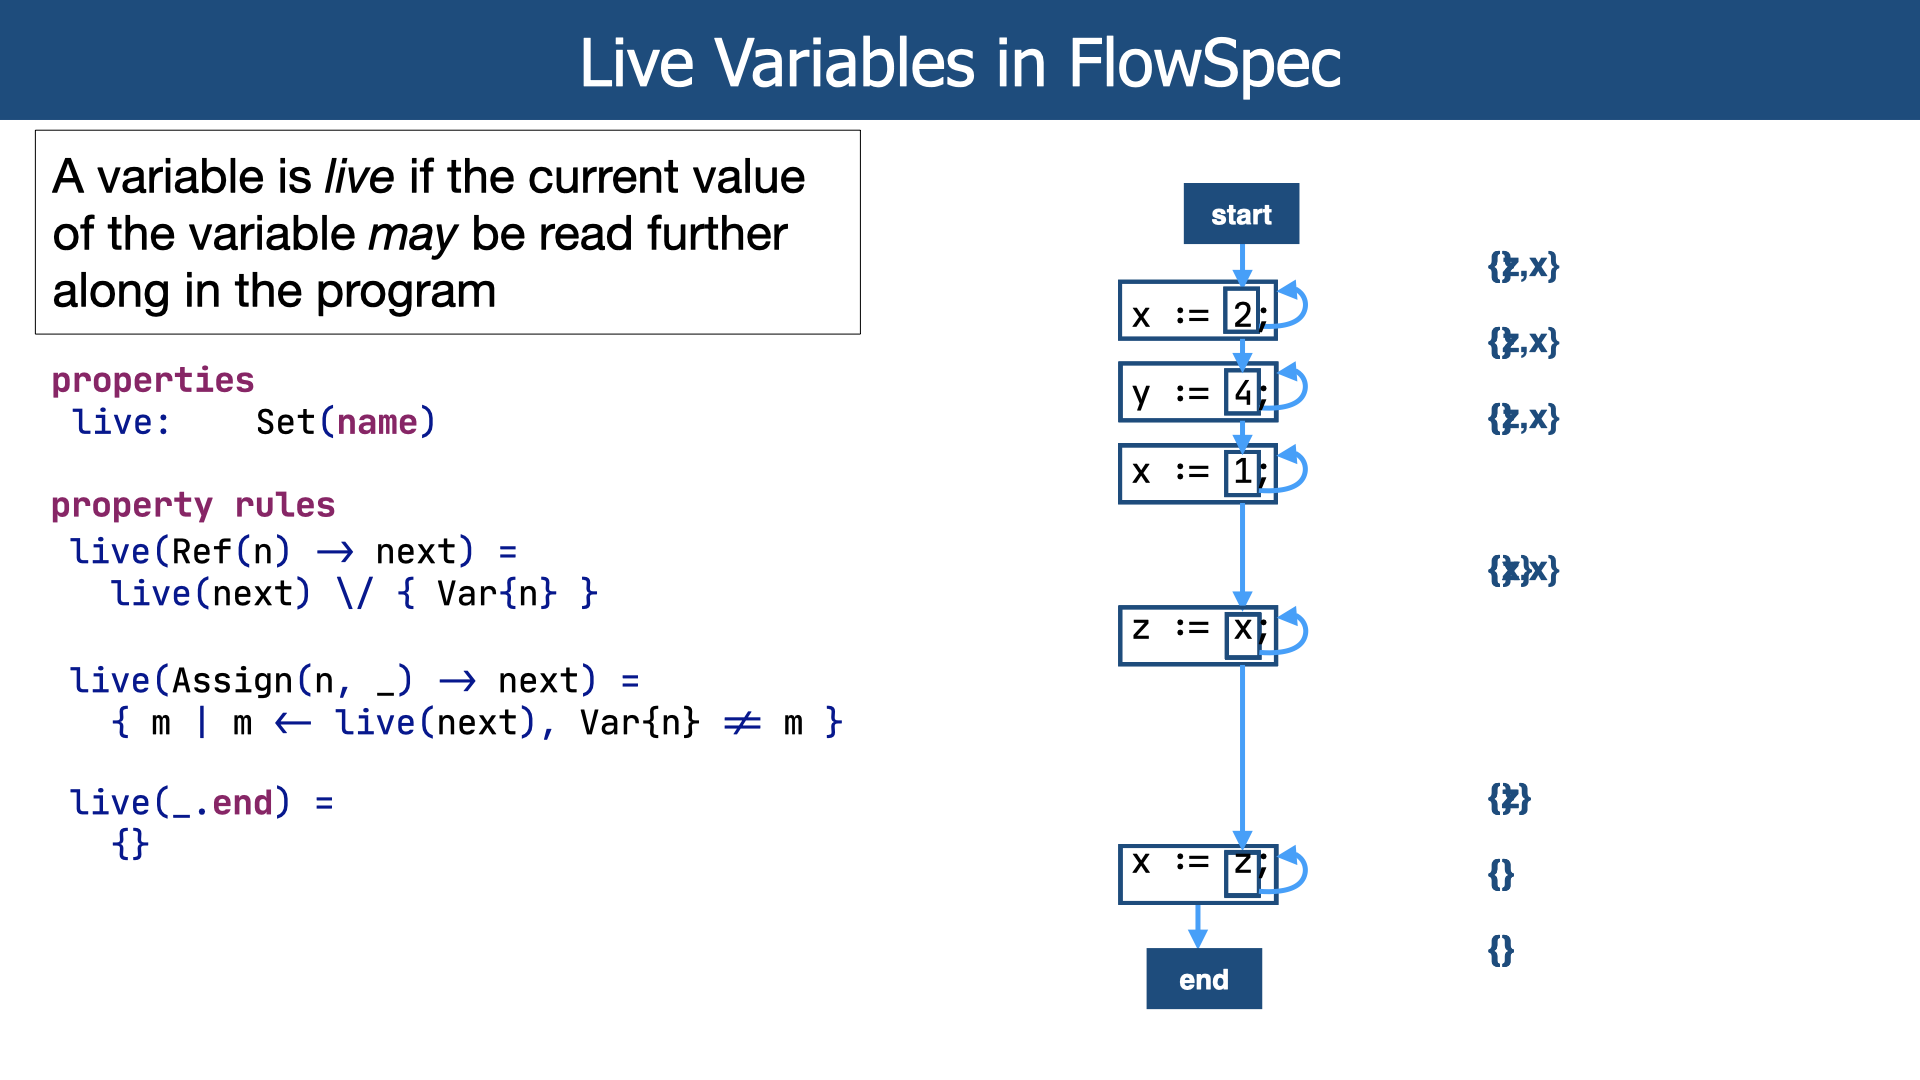 Live Variables in FlowSpec
A variable is live if the current value
of the variable may be read further
along in the program
properties
live: Set(name)
property rules
live(Ref(n) → next) =
live(next) \/ { Var{n} }
live(Assign(n, _) → next) =
{ m | m ← live(next), Var{n} ≠ m }
live(_.end) =
{}
start
x := 2;
y := 4;
x := 1;
z := x;
x := z;
end
{}
{}